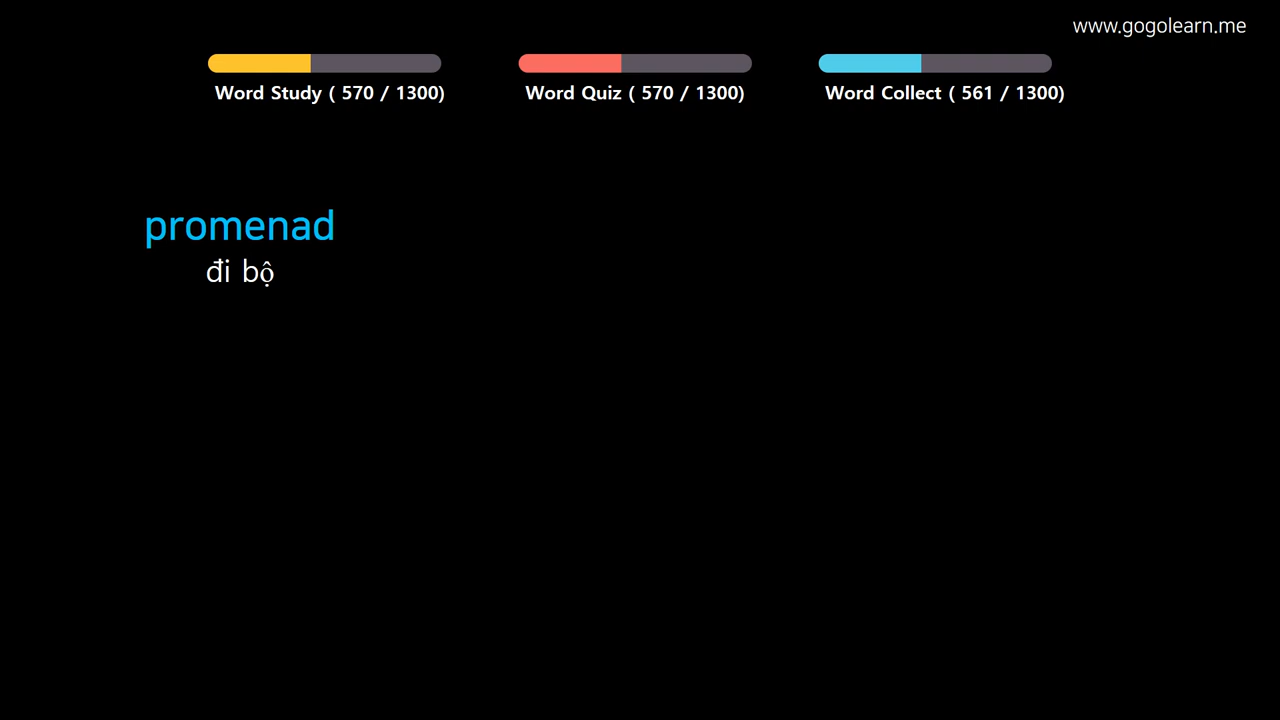 www.gogolearn.me
Word Study ( 570 / 1300)
Word Quiz ( 570 / 1300)
Word Collect ( 561 / 1300)
promenad
đi bộ